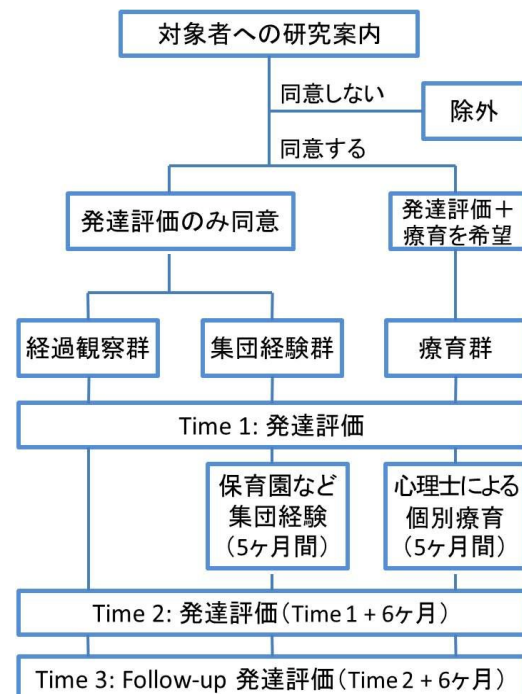 対象者への研究案内
同意しない
除外
同意する
発達評価のみ同意
発達評価＋
療育を希望
経過観察群
集団経験群
療育群
Time 1: 発達評価
保育園など
集団経験
（5ヶ月間）
心理士による
個別療育
（5ヶ月間）
Time 2: 発達評価（Time 1 + 6ヶ月）
Time 3: Follow-up 発達評価（Time 2 + 6ヶ月）